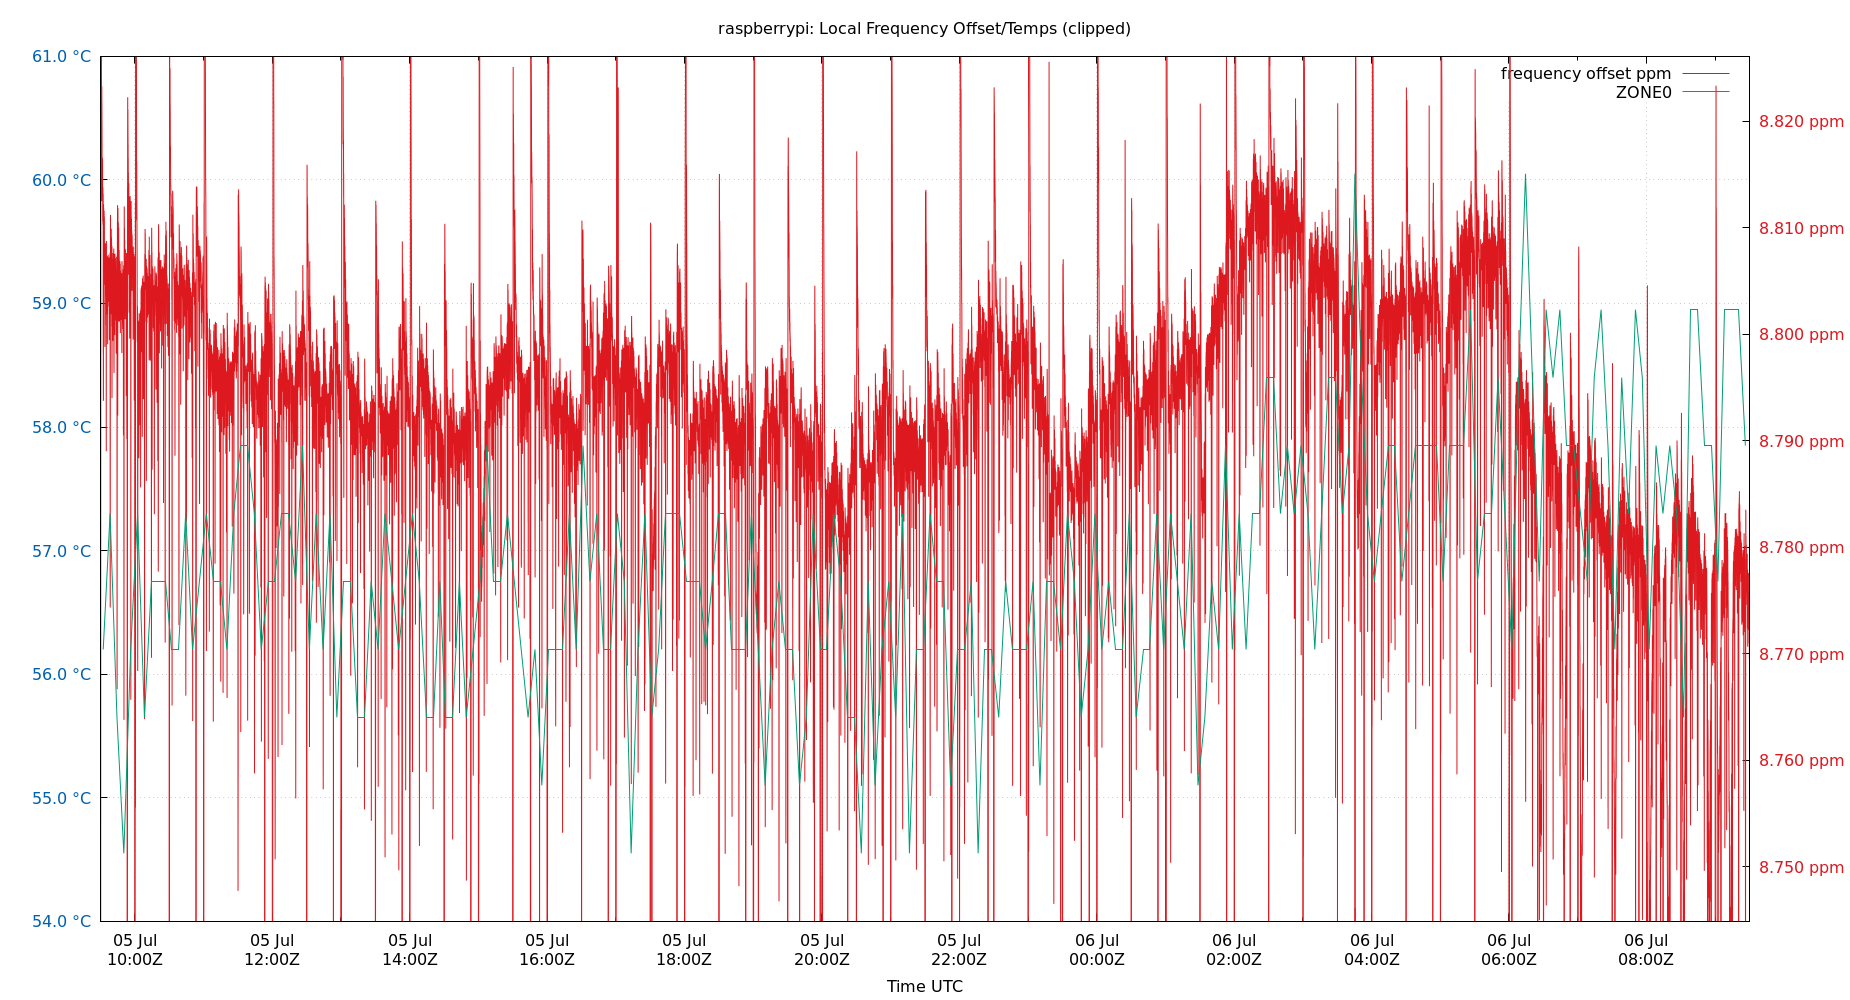 raspberrypi: Local Frequency Offset/Temps (clipped)
61.0 °C
60.0 °C
59.0 °C
58.0 °C
57.0 °C
56.0 °C
55.0 °C
54.0 °C
frequency offset ppm
ZONE0
8.820 ppm
8.810 ppm
8.800 ppm
8.790 ppm
8.780 ppm
8.770 ppm
8.760 ppm
8.750 ppm
05 Jul
10:00Z
05 Jul
12:00Z
05 Jul
14:00Z
05 Jul
16:00Z
05 Jul
18:00Z
05 Jul
20:00Z
05 Jul
22:00Z
06 Jul
00:00Z
06 Jul
02:00Z
06 Jul
04:00Z
06 Jul
06:00Z
06 Jul
08:00Z
Time UTC